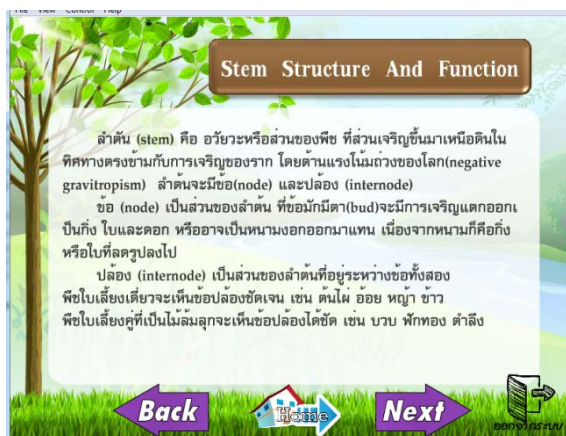 File View Control Help
Stem Structure And Function
ลำต้น (stem) คือ อวัยวะหรือส่วนของพืช ที่ส่วนเจริญขึ้นมาเหนือดินใน
ทิศทางตรงข้ามกับการเจริญของราก โดยต้านแรงโน้มถ่วงของโลก(negative
gravitropism) ลำต้นจะมีข้อ(node) และปล้อง (internode)
ข้อ (node) เป็นส่วนของลำต้น ที่ข้อมักมีตา(bud)จะมีการเจริญแตกออกเ
ป็นกิ่ง ใบและดอก หรืออาจเป็นหนามงอกออกมาแทน เนื่องจากหนามก็คือกิ่ง
หรือใบที่ลดรูปลงไป
ปล้อง (internode) เป็นส่วนของลำต้นที่อยู่ระหว่างข้อทั้งสอง
พืชใบเลี้ยงเดี่ยวจะเห็นข้อปล้องชัดเจน เช่น ต้นไผ่ อ้อย หญ้า ข้าว
พืชใบเลี้ยงคู่ที่เป็นไม้ล้มลุกจะเห็นข้อปล้องได้ชัด เช่น บวบ ฟักทอง ตำลึง
Back
Home
Next
ออกจากระบบ